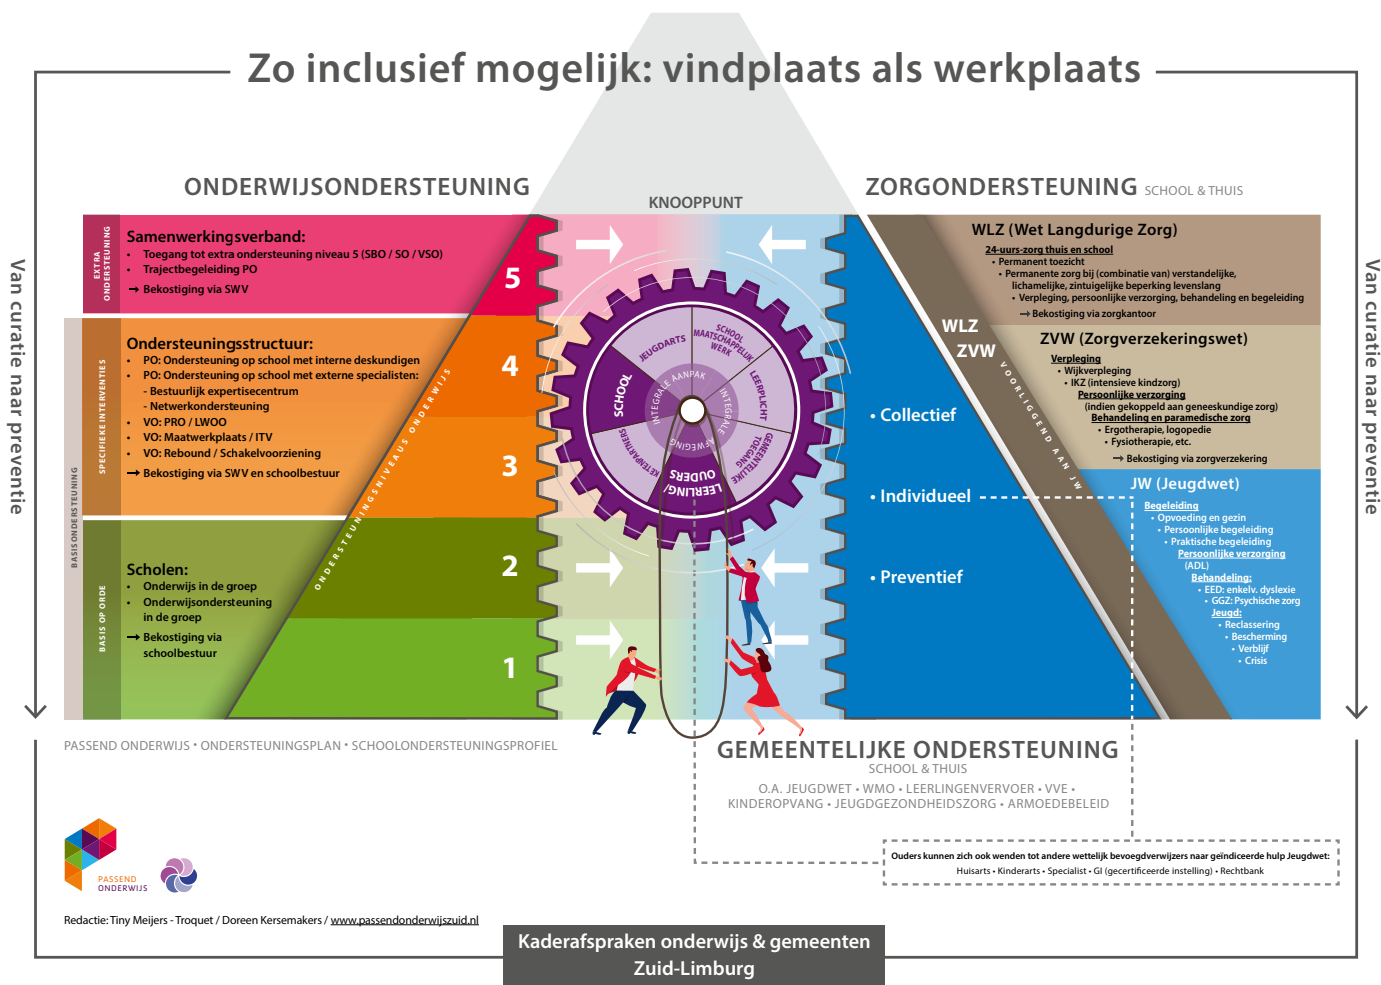 Zo inclusief mogelijk: vindplaats als werkplaats
Van curatie naar preventie
ONDERWIJSONDERSTEUNING
EXTRA
ONDERSTEUNING
Samenwerkingsverband:
• Toegang tot extra ondersteuning niveau 5 (SBO / SO / VSO)
• Trajectbegeleiding PO
→ Bekostiging via SWV
BASISONDERSTEUNING
SPECIFIEKE INTERVENTIES
Ondersteuningsstructuur:
• PO: Ondersteuning op school met interne deskundigen
• PO: Ondersteuning op school met externe specialisten:
- Bestuurlijk expertisecentrum
- Netwerkondersteuning
• VO: PRO / LWOO
• VO: Maatwerkplaats / ITV
• VO: Rebound / Schakelvoorziening
→ Bekostiging via SWV en schoolbestuur
BASIS OP ORDE
Scholen:
• Onderwijs in de groep
• Onderwijsondersteuning
in de groep
→ Bekostiging via
schoolbestuur
ONDERSTEUNINGSNIVEAUS ONDERWIJS
5
4
3
2
1
PASSEND ONDERWIJS • ONDERSTEUNINGSPLAN • SCHOOLONDERSTEUNINGSPROFIEL
KNOOPPUNT
SCHOOL
JEUGDARTS
SCHOOL
MAATSCHAPPELIJK
WERK
LEERPLICHT
GEMEENTELIJKE
TOEGANG
LEERLING/
OUDERS
KETENPARTNERS
INTEGRALE AANPAK
INTEGRALE AFWEGING
ZORGONDERSTEUNING SCHOOL & THUIS
• Collectief
• Individueel
• Preventief
WLZ
ZVW
VOORLIGGEND AAN JW
WLZ (Wet Langdurige Zorg)
24-uurs-zorg thuis en school
• Permanent toezicht
• Permanente zorg bij (combinatie van) verstandelijke,
lichamelijke, zintuigelijke beperking levenslang
• Verpleging, persoonlijke verzorging, behandeling en begeleiding
→ Bekostiging via zorgkantoor
ZVW (Zorgverzekeringswet)
Verpleging
• Wijkverpleging
• IKZ (intensieve kindzorg)
Persoonlijke verzorging
(indien gekoppeld aan geneeskundige zorg)
Behandeling en paramedische zorg
• Ergotherapie, logopedie
• Fysiotherapie, etc.
→ Bekostiging via zorgverzekering
JW (Jeugdwet)
Begeleiding
• Opvoeding en gezin
• Persoonlijke begeleiding
• Praktische begeleiding
Persoonlijke verzorging
(ADL)
Behandeling:
• EED: enkelv. dyslexie
• GGZ: Psychische zorg
Jeugd:
• Reclassering
• Bescherming
• Verblijf
• Crisis
Van curatie naar preventie
GEMEENTELIJKE ONDERSTEUNING
SCHOOL & THUIS
O.A. JEUGDWET • WMO • LEERLINGENVERVOER • VVE •
KINDEROPVANG • JEUGDGEZONDHEIDSZORG • ARMOEDEBELEID
Ouders kunnen zich ook wenden tot andere wettelijk bevoegdverwijzers naar geïndiceerde hulp Jeugdwet:
Huisarts • Kinderarts • Specialist • GI (gecertificeerde instelling) • Rechtbank
PASSEND
ONDERWIJS
Redactie: Tiny Meijers - Troquet / Doreen Kersemakers / www.passendonderwijszuid.nl
Kaderafspraken onderwijs & gemeenten
Zuid-Limburg